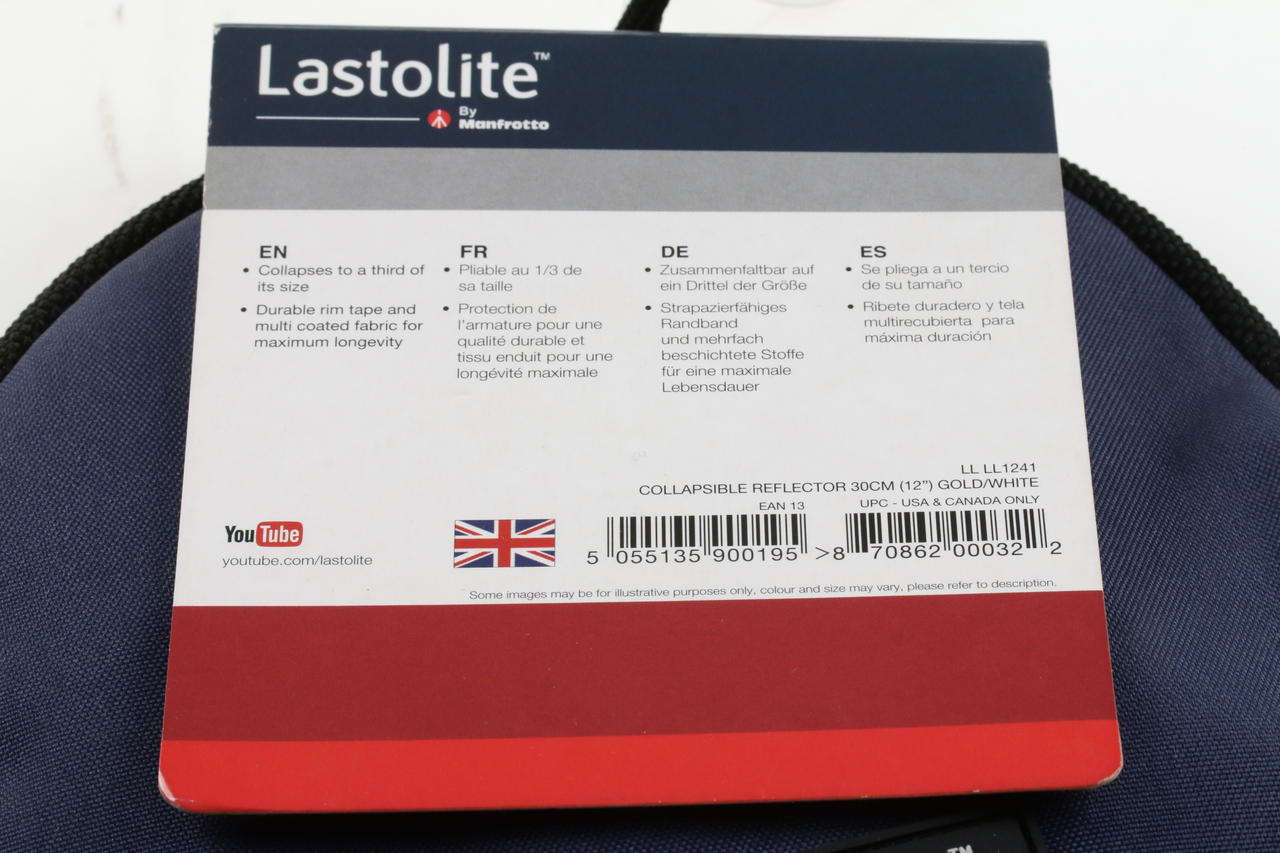 Lastolite™
By
Manfrotto
EN
• Collapses to a third of
its size
• Durable rim tape and
multi coated fabric for
maximum longevity
FR
• Pliable au 1/3 de
sa taille
• Protection de
l'armature pour une
qualité durable et
tissu enduit pour une
longévité maximale
DE
• Zusammenfaltbar auf
ein Drittel der Größe
• Strapazierfähiges
Randband
und mehrfach
beschichtete Stoffe
für eine maximale
Lebensdauer
ES
• Se pliega a un tercio
de su tamaño
• Ribete duradero y tela
multirecubierta para
máxima duración
LL LL1241
COLLAPSIBLE REFLECTOR 30CM (12") GOLD/WHITE
EAN 13
UPC - USA & CANADA ONLY
5 055135 900195 >
8 70862 00032 2
YouTube
youtube.com/lastolite
Some images may be for illustrative purposes only, colour and size may vary, please refer to description.
TM